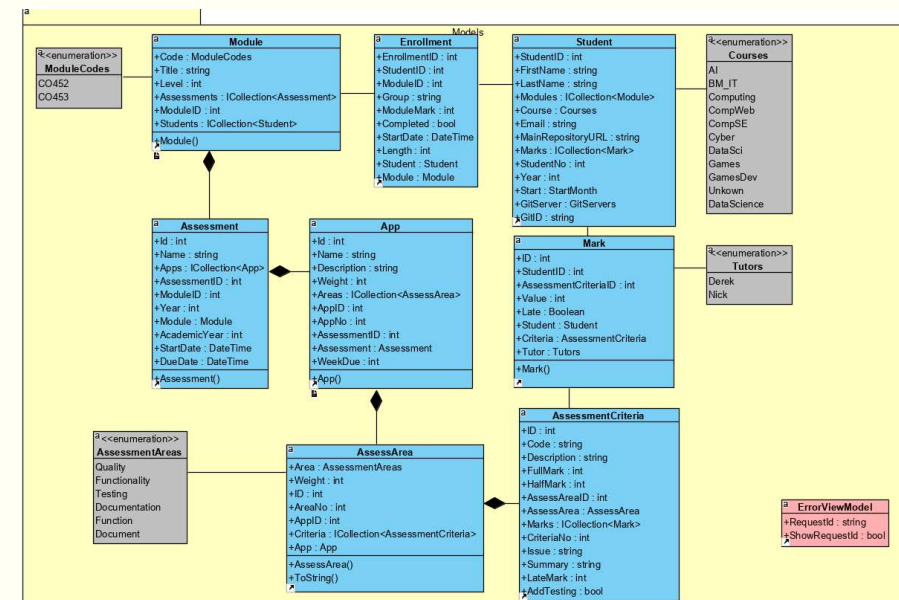 a
Models
a
<<enumeration>>
ModuleCodes
CO452
CO453
a
Module
+Code : ModuleCodes
+Title : string
+Level : int
+Assessments : ICollection<Assessment>
+ModuleID : int
+Students : ICollection<Student>
+Module()
a
Enrollment
+EnrollmentID : int
+StudentID : int
+ModuleID : int
+Group : string
+ModuleMark : int
+Completed : bool
+StartDate : DateTime
+Length : int
+Student : Student
+Module : Module
a
Student
+StudentID : int
+FirstName : string
+LastName : string
+Modules : ICollection<Module>
+Course : Courses
+Email : string
+MainRepositoryURL : string
+Marks : ICollection<Mark>
+StudentNo : int
+Year : int
+Start : StartMonth
+GitServer : GitServers
+GitID : string
a
<<enumeration>>
Courses
AI
BM_IT
Computing
CompWeb
CompSE
Cyber
DataSci
Games
GamesDev
Unkown
DataScience
a
Assessment
+Id : int
+Name : string
+Apps : ICollection<App>
+AssessmentID : int
+ModuleID : int
+Year : int
+Module : Module
+AcademicYear : int
+StartDate : DateTime
+DueDate : DateTime
+Assessment()
a
App
+Id : int
+Name : string
+Description : string
+Weight : int
+Areas : ICollection<AssessArea>
+AppID : int
+AppNo : int
+AssessmentID : int
+Assessment : Assessment
+WeekDue : int
+App()
a
Mark
+ID : int
+StudentID : int
+AssessmentCriteriaID : int
+Value : int
+Late : Boolean
+Student : Student
+Criteria : AssessmentCriteria
+Tutor : Tutors
+Mark()
a
<<enumeration>>
Tutors
Derek
Nick
a
<<enumeration>>
AssessmentAreas
Quality
Functionality
Testing
Documentation
Function
Document
a
AssessArea
+Area : AssessmentAreas
+Weight : int
+ID : int
+AreaNo : int
+AppID : int
+Criteria : ICollection<AssessmentCriteria>
+App : App
+AssessArea()
+ToString()
a
AssessmentCriteria
+ID : int
+Code : string
+Description : string
+FullMark : int
+HalfMark : int
+AssessAreaID : int
+AssessArea : AssessArea
+Marks : ICollection<Mark>
+CriteriaNo : int
+Issue : string
+Summary : string
+LateMark : int
+AddTesting : bool
a
ErrorViewModel
+RequestId : string
+ShowRequestId : bool